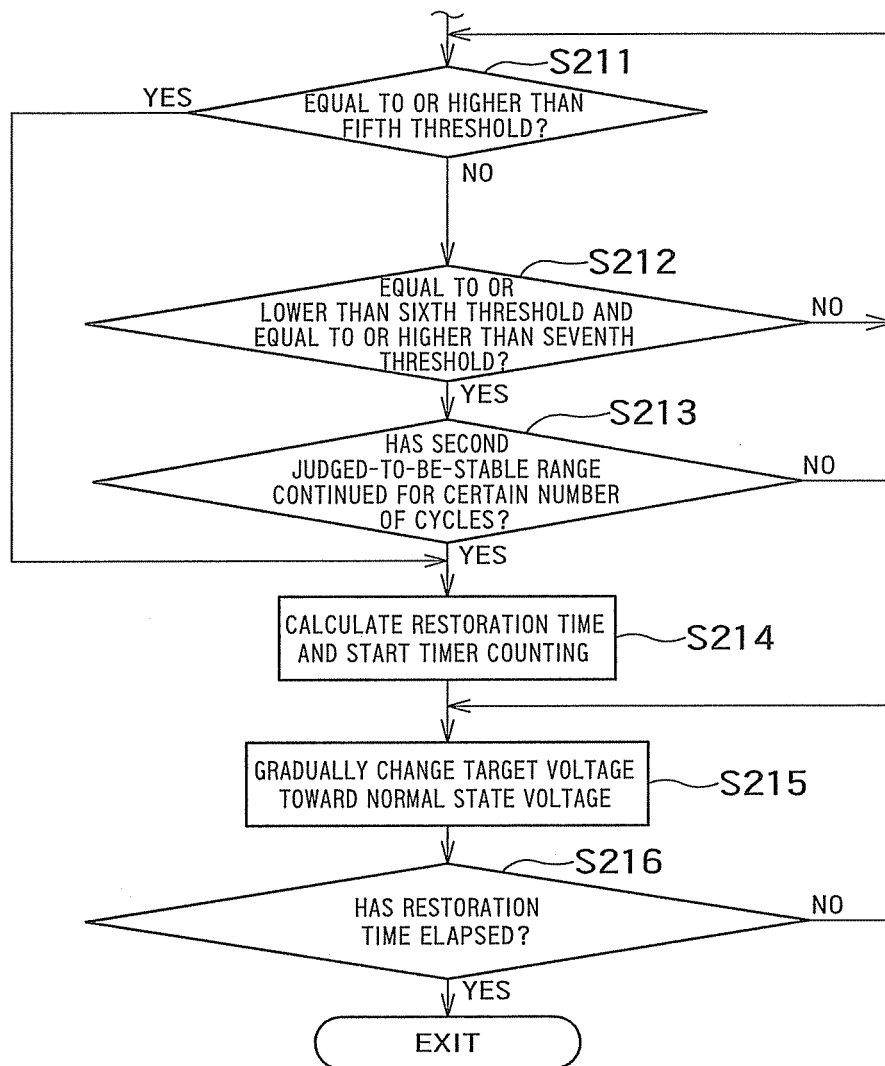 S211
YES
EQUAL TO OR HIGHER THAN
FIFTH THRESHOLD?
NO
S212
EQUAL TO OR
LOWER THAN SIXTH THRESHOLD AND
EQUAL TO OR HIGHER THAN SEVENTH
THRESHOLD?
NO
YES
S213
HAS SECOND
JUDGED-TO-BE-STABLE RANGE
CONTINUED FOR CERTAIN NUMBER
OF CYCLES?
NO
YES
CALCULATE RESTORATION TIME
AND START TIMER COUNTING
S214
GRADUALLY CHANGE TARGET VOLTAGE
TOWARD NORMAL STATE VOLTAGE
S215
S216
HAS RESTORATION
TIME ELAPSED?
NO
YES
EXIT